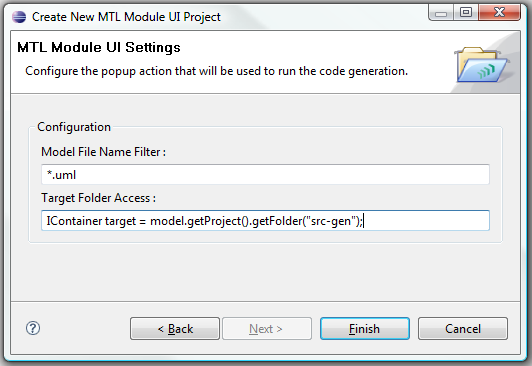 Create New MTL Module UI Project
MTL Module UI Settings
Configure the popup action that will be used to run the code generation.
Configuration
Model File Name Filter :
*.uml
Target Folder Access :
IContainer target = model.getProject().getFolder("src-gen");
?
< Back
Next >
Finish
Cancel